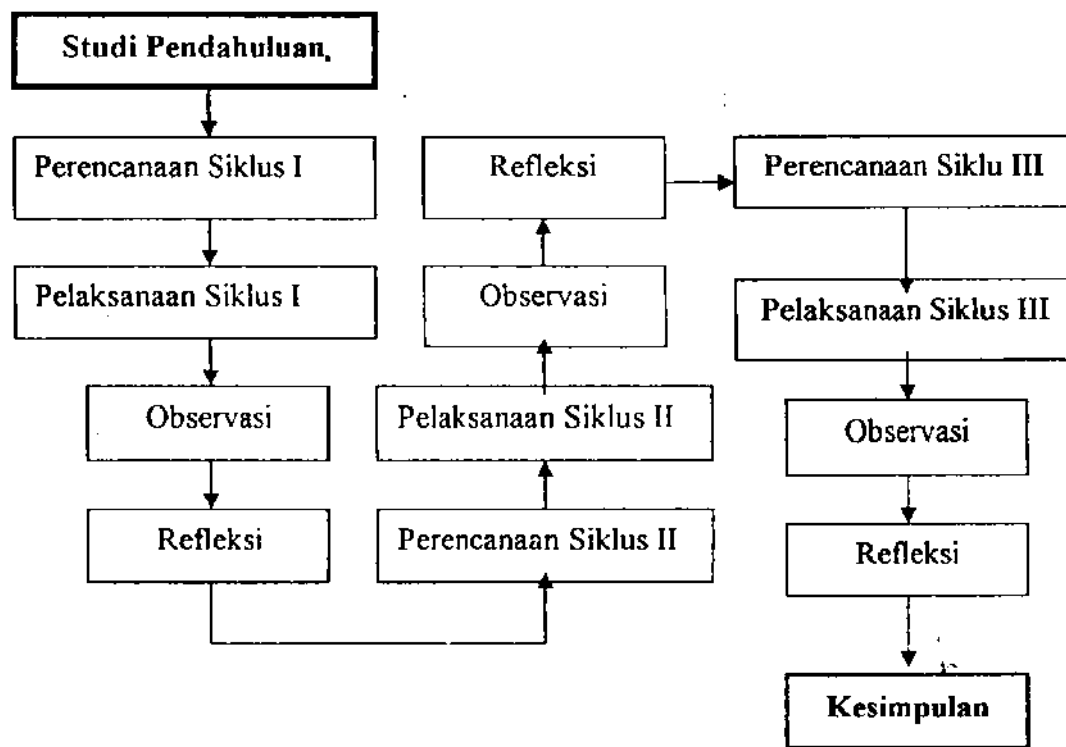 Studi Pendahuluan.
Perencanaan Siklus I
Pelaksanaan Siklus I
Observasi
Refleksi
Perencanaan Siklus II
Pelaksanaan Siklus II
Observasi
Refleksi
Perencanaan Siklu III
Pelaksanaan Siklus III
Observasi
Refleksi
Kesimpulan